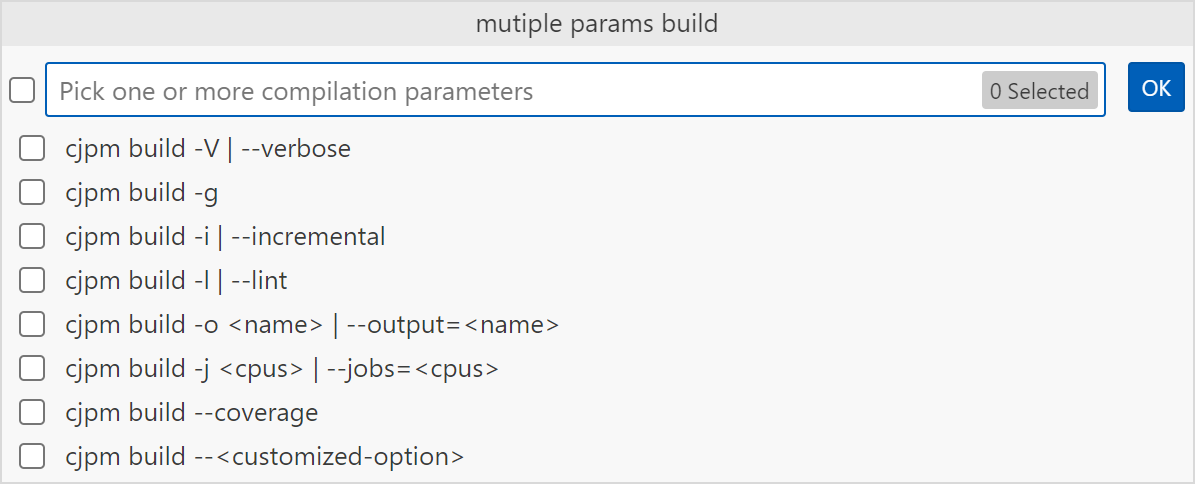 mutiple params build
Pick one or more compilation parameters 0 Selected OK
cjpm build -V | --verbose
cjpm build -g
cjpm build -i | --incremental
cjpm build -l | --lint
cjpm build -o <name> | --output=<name>
cjpm build -j <cpus> | --jobs=<cpus>
cjpm build --coverage
cjpm build --<customized-option>